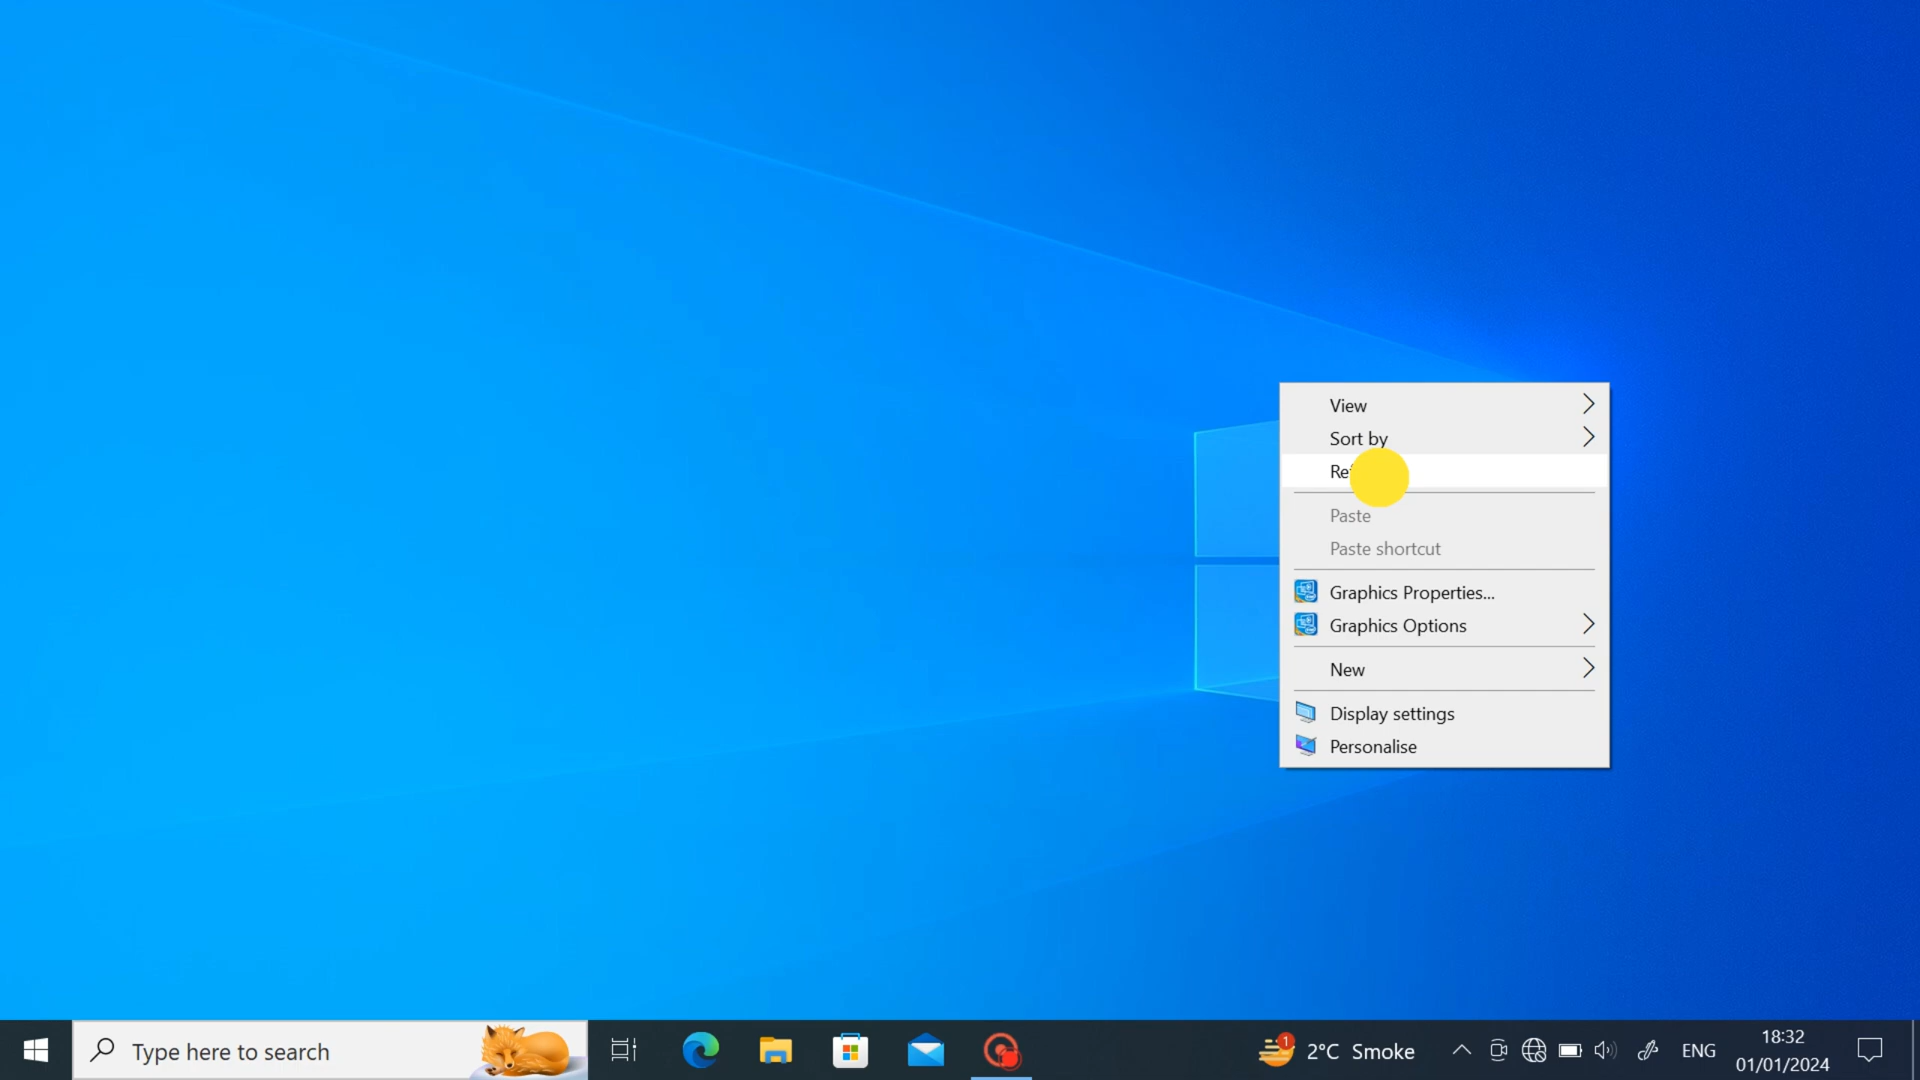 View
Sort by
Paste
Paste shortcut
Graphics Properties...
Graphics Options
New
Display settings
Personalise
Type here to search
1
2°C Smoke
ENG
18:32
01/01/2024